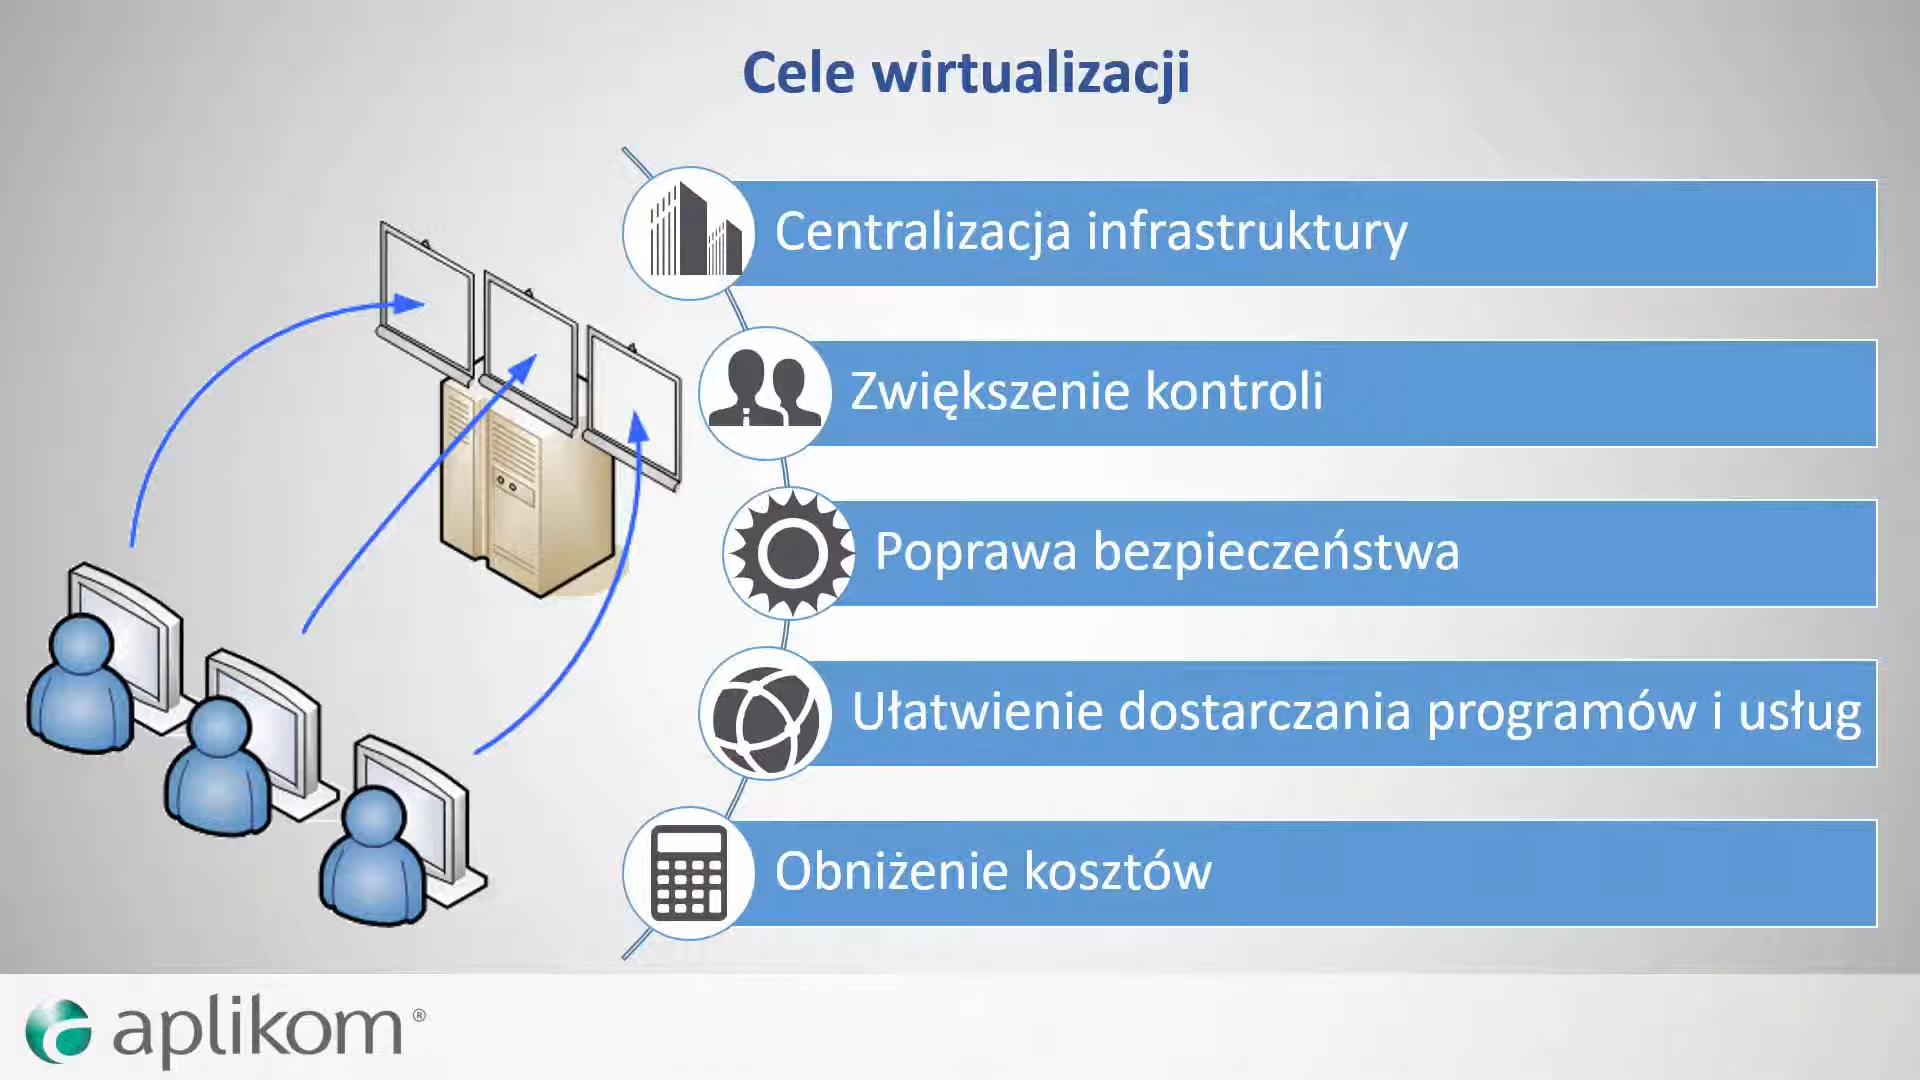 Cele wirtualizacji
Centralizacja infrastruktury
Zwiększenie kontroli
Poprawa bezpieczeństwa
Ułatwienie dostarczania programów i usług
Obniżenie kosztów
aplikom®